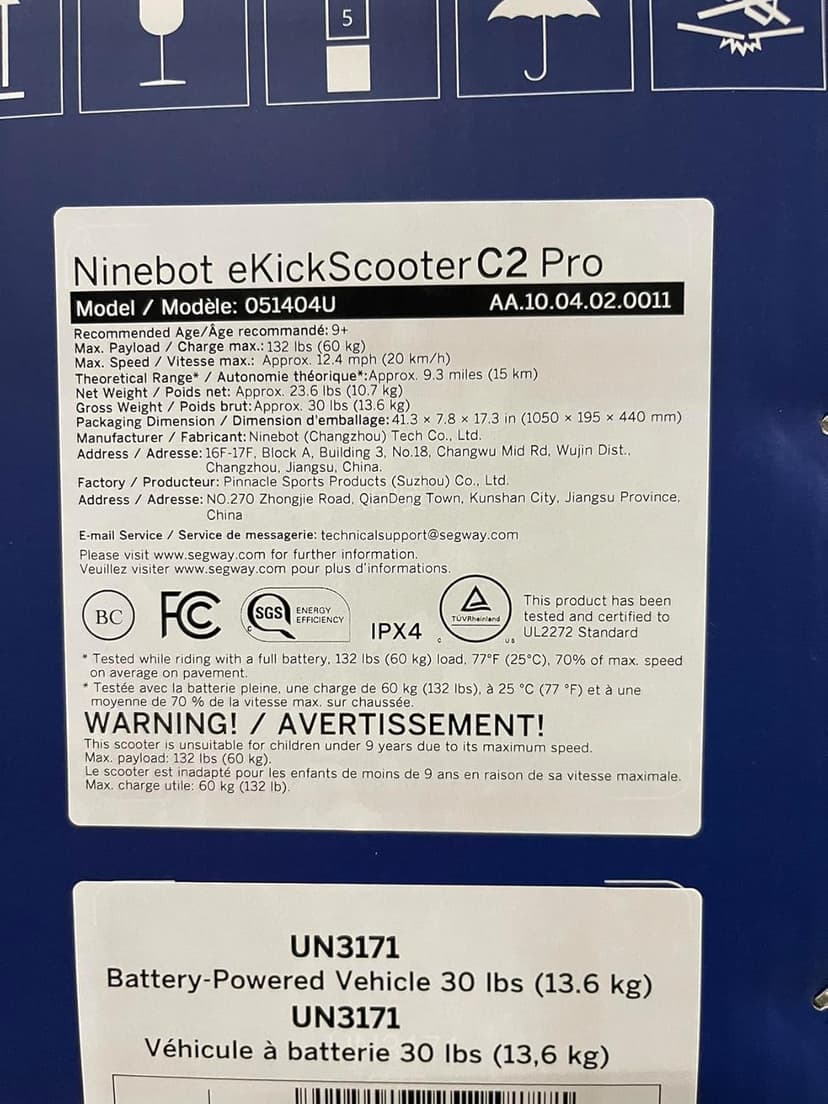 5
Ninebot eKickScooter C2 Pro
Model / Modèle: 051404U AA.10.04.02.0011
Recommended Age/Âge recommandé: 9+
Max. Payload / Charge max.: 132 lbs (60 kg)
Max. Speed / Vitesse max.: Approx. 12.4 mph (20 km/h)
Theoretical Range* / Autonomie théorique*: Approx. 9.3 miles (15 km)
Net Weight / Poids net: Approx. 23.6 lbs (10.7 kg)
Gross Weight / Poids brut: Approx. 30 lbs (13.6 kg)
Packaging Dimension / Dimension d'emballage: 41.3 × 7.8 × 17.3 in (1050 × 195 × 440 mm)
Manufacturer / Fabricant: Ninebot (Changzhou) Tech Co., Ltd.
Address / Adresse: 16F-17F, Block A, Building 3, No.18, Changwu Mid Rd, Wujin Dist.,
Changzhou, Jiangsu, China.
Factory / Producteur: Pinnacle Sports Products (Suzhou) Co., Ltd.
Address / Adresse: NO.270 Zhongjie Road, QianDeng Town, Kunshan City, Jiangsu Province,
China
E-mail Service / Service de messagerie: technicalsupport@segway.com
Please visit www.segway.com for further information.
Veuillez visiter www.segway.com pour plus d'informations.
BC FC SGS ENERGY EFFICIENCY IPX4 TÜVRheinland C US
This product has been
tested and certified to
UL2272 Standard
* Tested while riding with a full battery, 132 lbs (60 kg) load, 77°F (25°C), 70% of max. speed
on average on pavement.
* Testée avec la batterie pleine, une charge de 60 kg (132 lbs), à 25 °C (77 °F) et à une
moyenne de 70 % de la vitesse max. sur chaussée.
WARNING! / AVERTISSEMENT!
This scooter is unsuitable for children under 9 years due to its maximum speed.
Max. payload: 132 lbs (60 kg).
Le scooter est inadapté pour les enfants de moins de 9 ans en raison de sa vitesse maximale.
Max. charge utile: 60 kg (132 lb).
UN3171
Battery-Powered Vehicle 30 lbs (13.6 kg)
UN3171
Véhicule à batterie 30 lbs (13,6 kg)